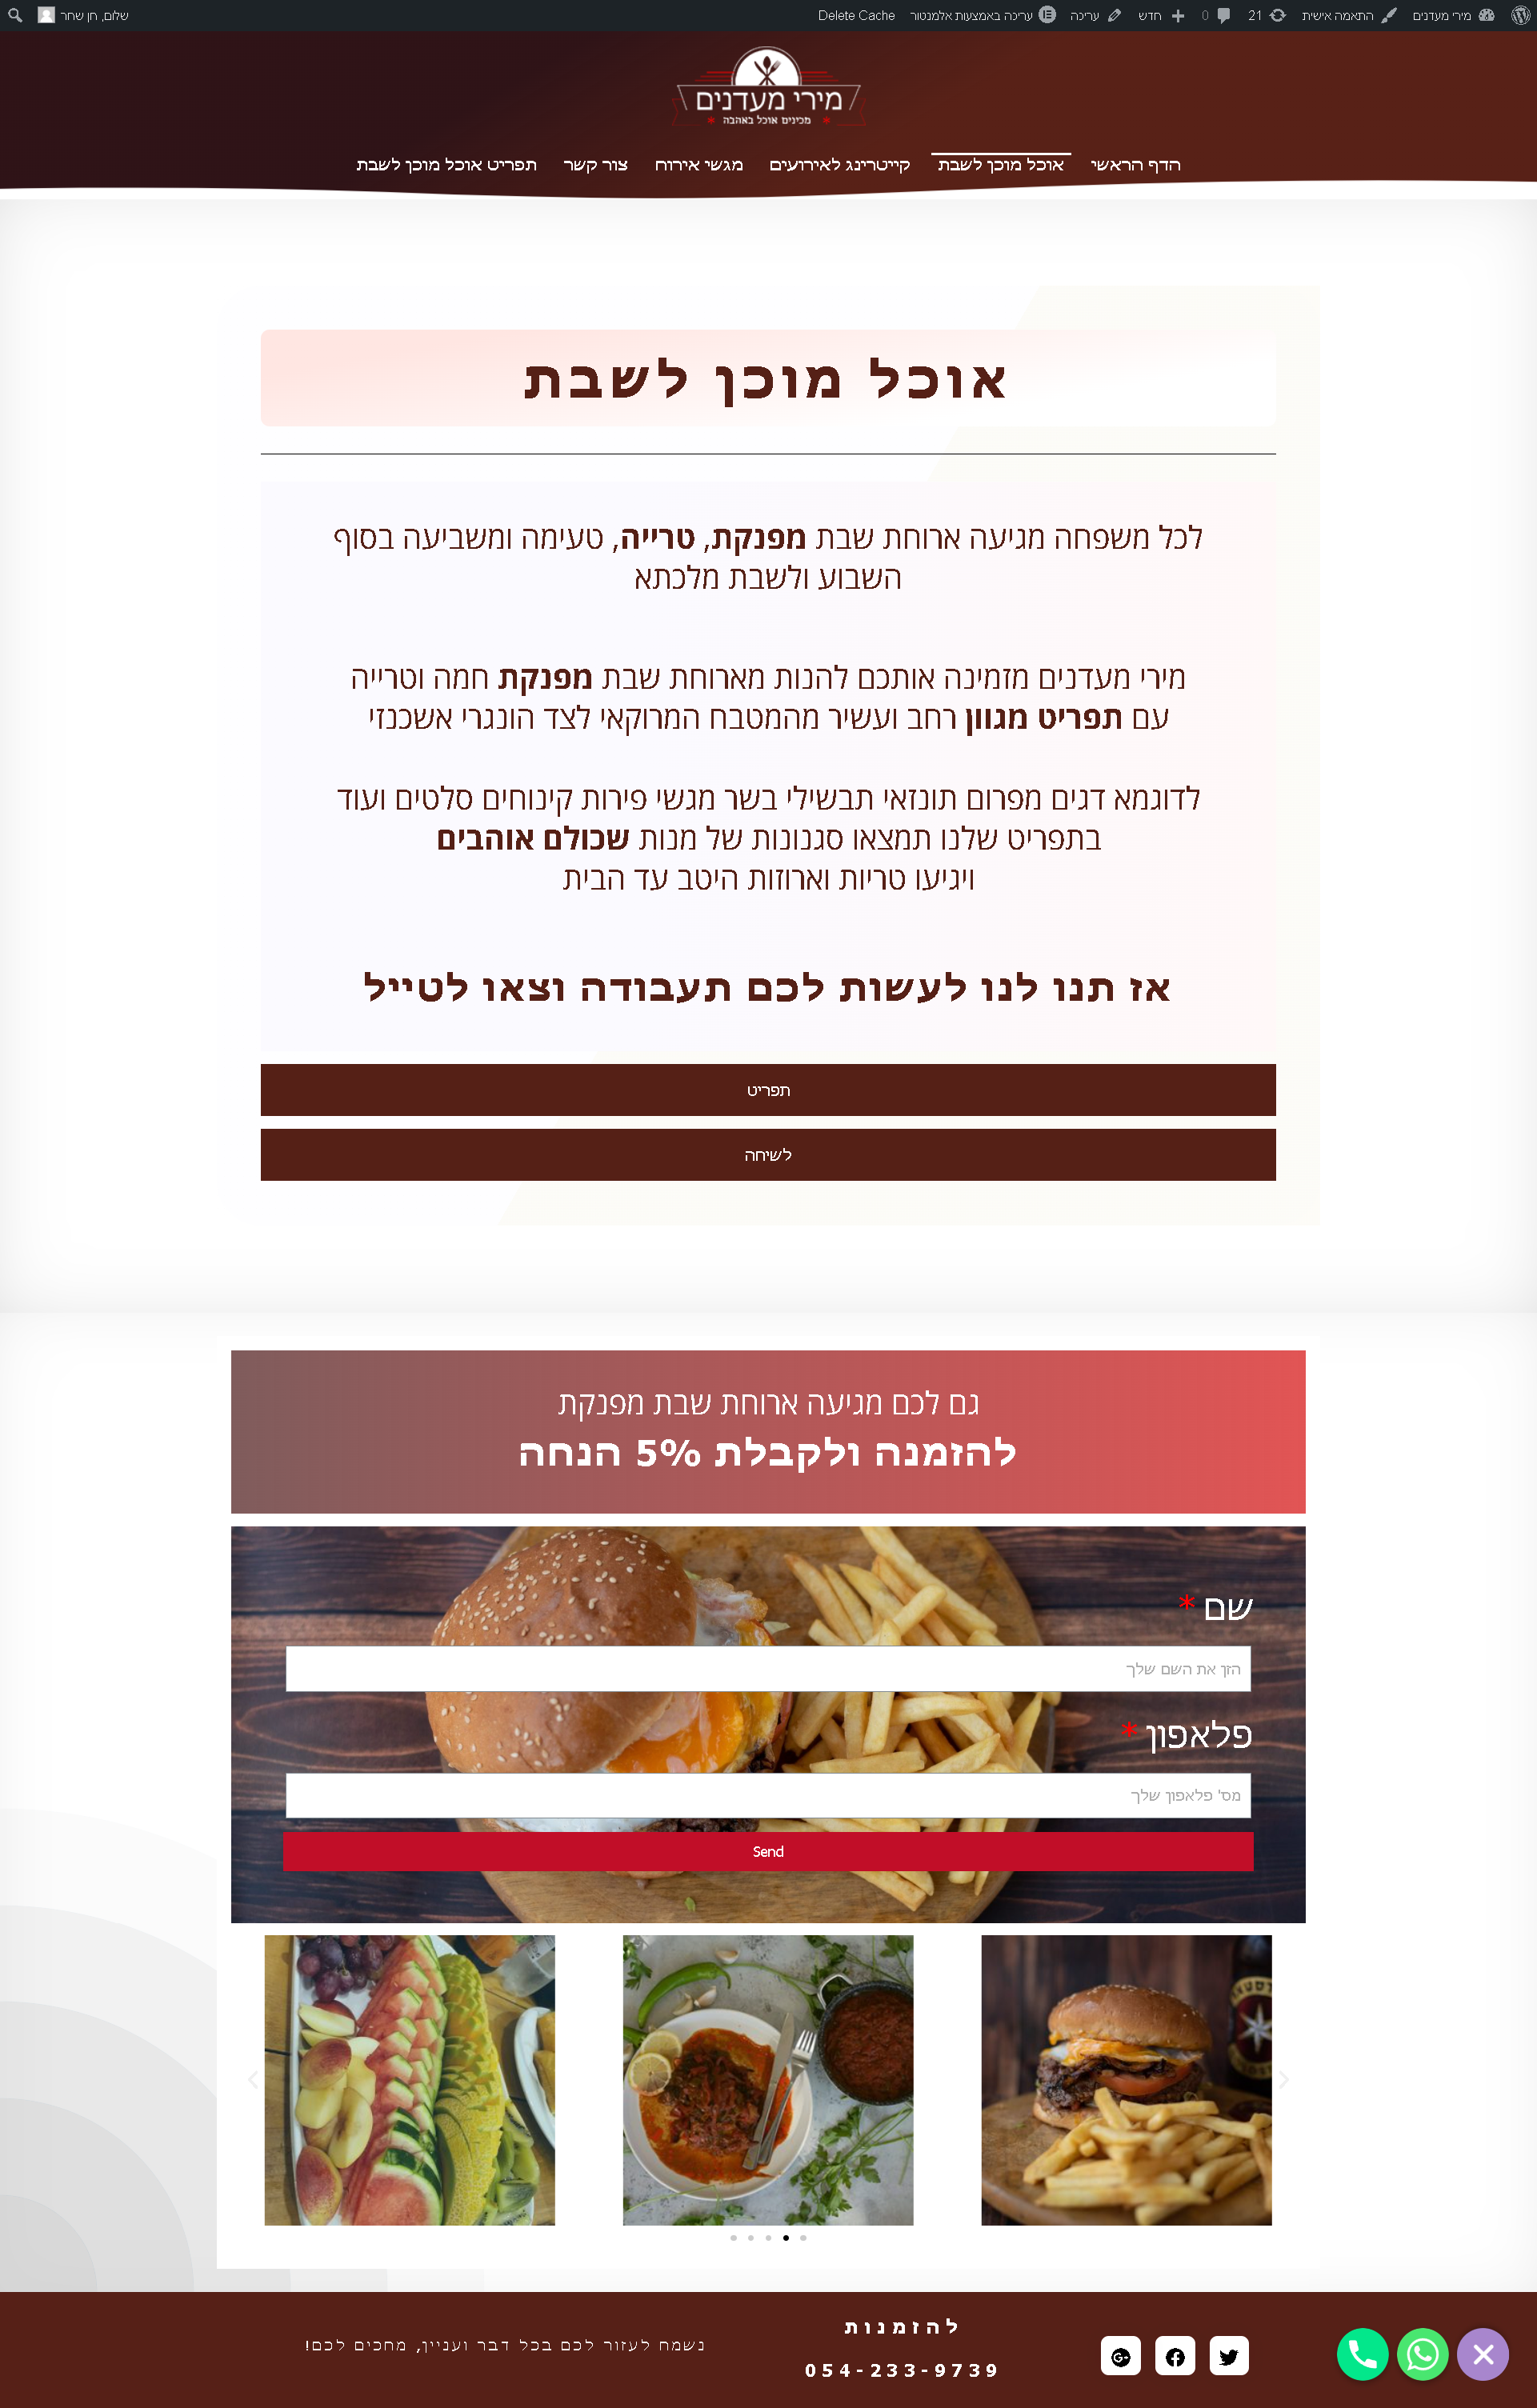 מירי מעדנים
התאמה אישית
21
0
חדש
עריכה
עריכה באמצעות אלמנטור
Delete Cache
שלום, חן שחר
מירי מעדנים
* מכינים אוכל באהבה *
הדף הראשי
אוכל מוכן לשבת
קייטרינג לאירועים
מגשי אירוח
צור קשר
תפריט אוכל מוכן לשבת
אוכל מוכן לשבת
לכל משפחה מגיעה ארוחת שבת מפנקת, טרייה, טעימה ומשביעה בסוף
השבוע ולשבת מלכתא
מירי מעדנים מזמינה אותכם להנות מארוחת שבת מפנקת חמה וטרייה
עם תפריט מגוון רחב ועשיר מהמטבח המרוקאי לצד הונגרי אשכנזי
לדוגמא דגים מפרום תונזאי תבשילי בשר מגשי פירות קינוחים סלטים ועוד
בתפריט שלנו תמצאו סגנונות של מנות שכולם אוהבים
ויגיעו טריות וארוזות היטב עד הבית
אז תנו לנו לעשות לכם תעבודה וצאו לטייל
תפריט
לשיחה
גם לכם מגיעה ארוחת שבת מפנקת
להזמנה ולקבלת 5% הנחה
שם *
הזן את השם שלך
פלאפון *
מס' פלאפון שלך
Send
להזמנות
054-233-9739
נשמח לעזור לכם בכל דבר ועניין, מחכים לכם!